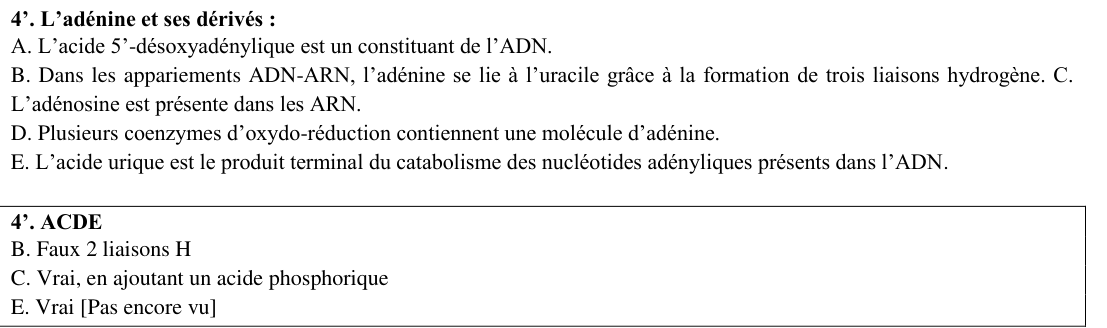 4’. L’adénine et ses dérivés :
A. L’acide 5’-désoxyadénylique est un constituant de l’ADN.
B. Dans les appariements ADN-ARN, l’adénine se lie à l’uracile grâce à la formation de trois liaisons hydrogène. C.
L’adénosine est présente dans les ARN.
D. Plusieurs coenzymes d’oxydo-réduction contiennent une molécule d’adénine.
E. L’acide urique est le produit terminal du catabolisme des nucléotides adényliques présents dans l’ADN.
4’. ACDE
B. Faux 2 liaisons H
C. Vrai, en ajoutant un acide phosphorique
E. Vrai [Pas encore vu]